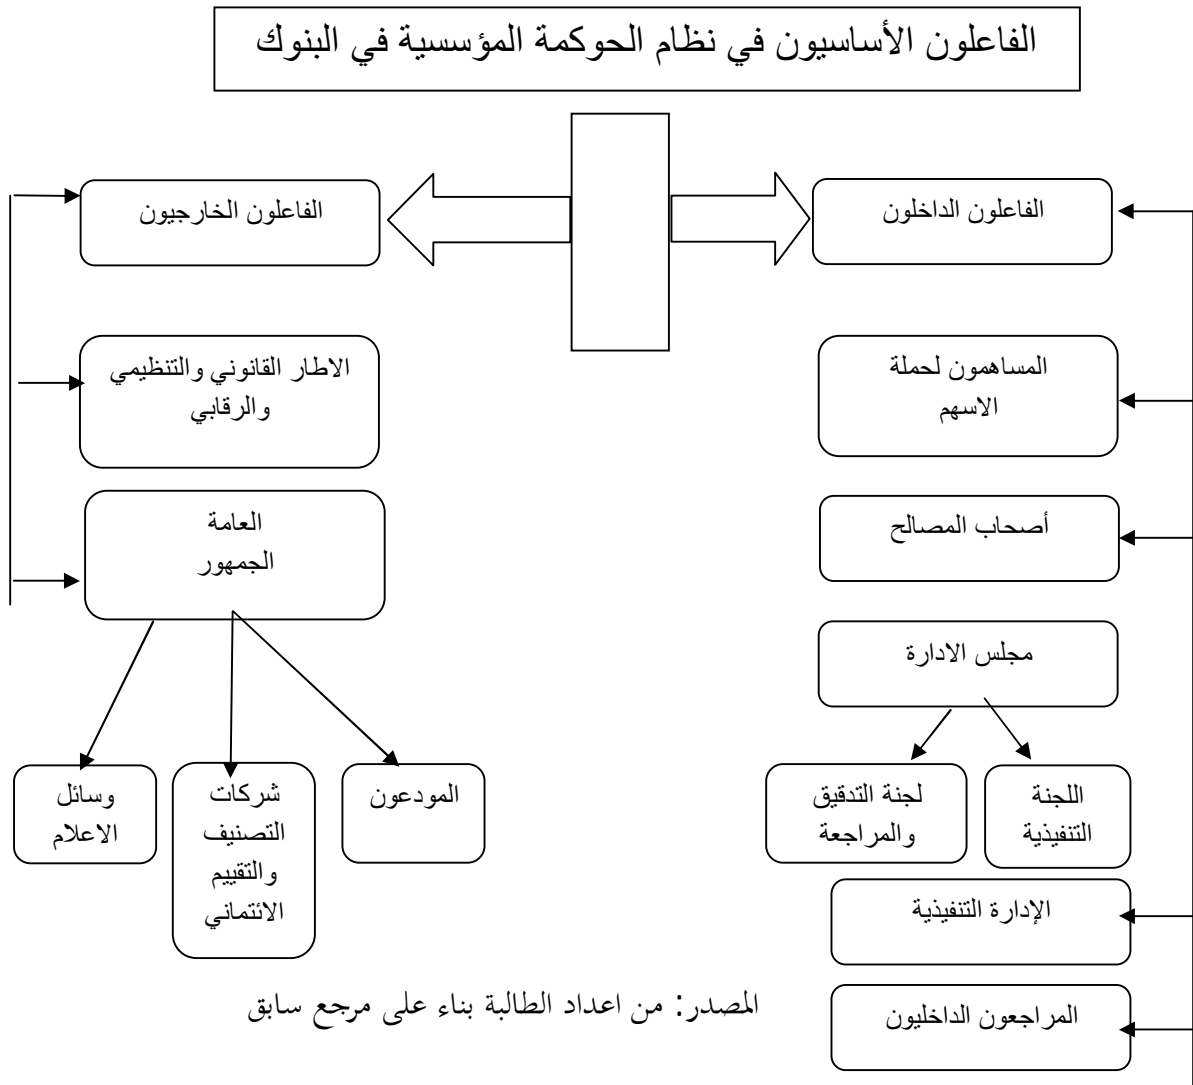 الفاعلون الأساسيون في نظام الحوكمة المؤسسية في البنوك
الفاعلون الداخلون
الفاعلون الخارجيون
المساهمون لحملة
الاسهم
أصحاب المصالح
مجلس الادارة
اللجنة
التنفيذية
لجنة التدقيق
والمراجعة
الإدارة التنفيذية
المراجعون الداخليون
الاطار القانوني والتنظيمي
والرقابي
العامة
الجمهور
المودعون
شركات
التصنيف
والتقييم
الائتماني
وسائل
الاعلام
المصدر: من اعداد الطالبة بناء على مرجع سابق